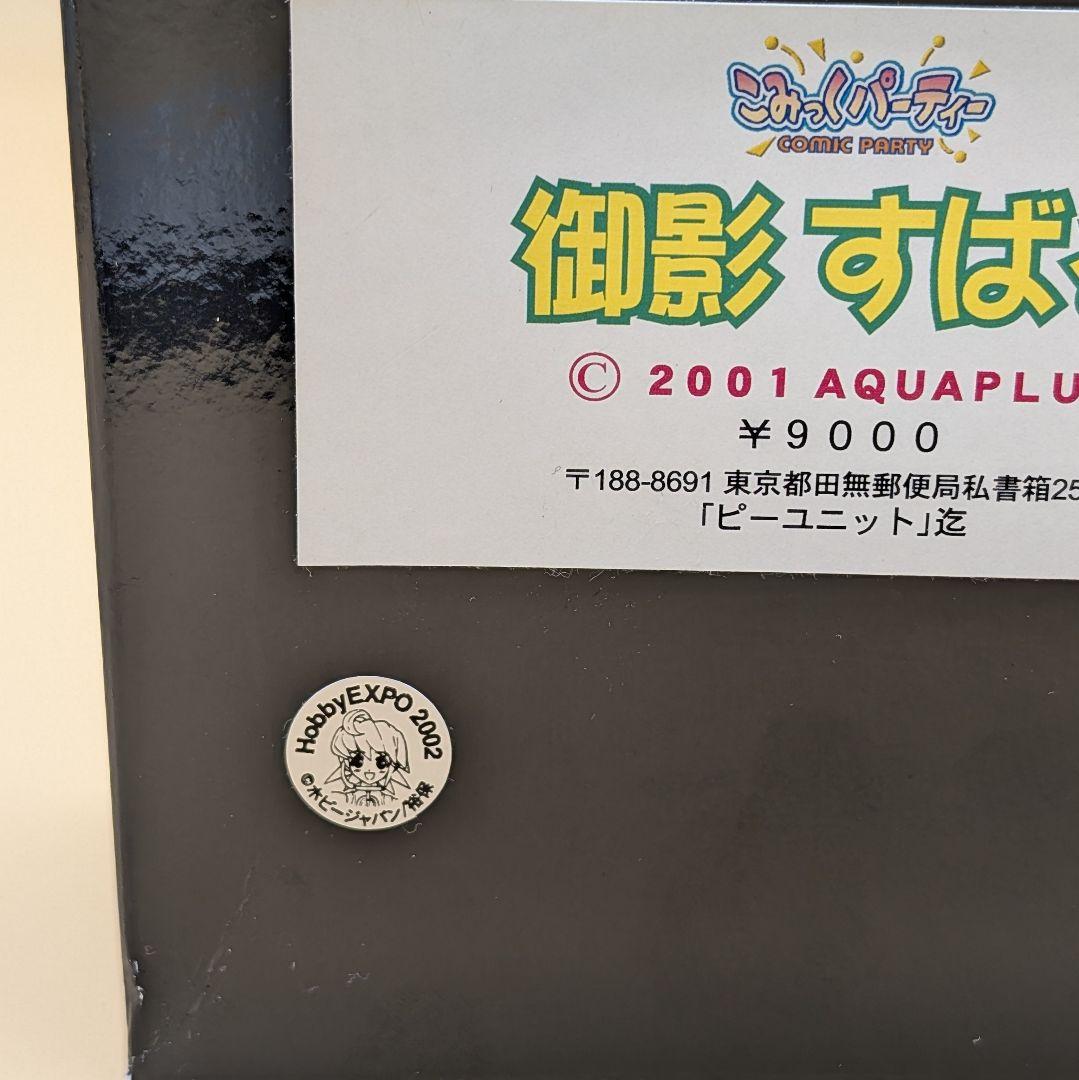 こみっくパーティー
COMIC PARTY
御影 すば
© 2001 AQUAPLU
¥9000
〒188-8691 東京都田無郵便局私書箱25
「ピーユニット」迄
HobbyEXPO 2002
©ホビージャパン/裕保